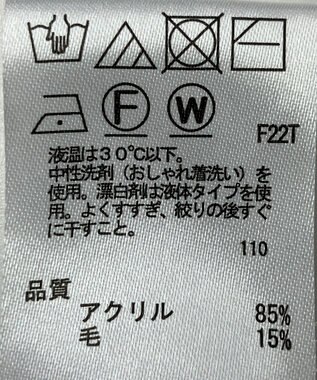 F W
F22T
液温は30℃以下。
中性洗剤(おしゃれ着洗い)を
使用。漂白剤は液体タイプを使
用。よくすすぎ、絞りの後すぐ
に干すこと。
110
品質
アクリル 85%
毛 15%